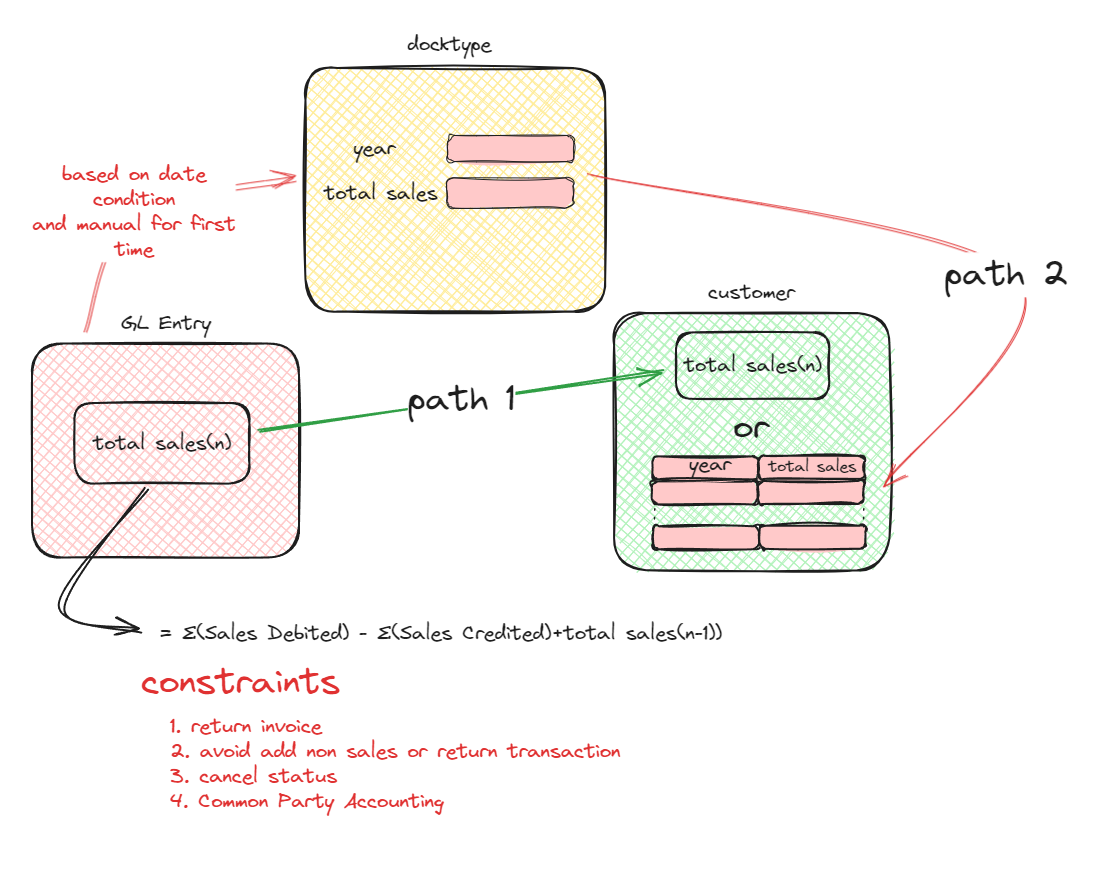 docktype
year
total sales
based on date
condition
and manual for first
time
path 2
customer
GL Entry
total sales(n)
path 1
total sales(n)
or
year total sales
= Σ(Sales Debited) - Σ(Sales Credited)+total sales(n-1))
constraints
1. return invoice
2. avoid add non sales or return transaction
3. cancel status
4. Common Party Accounting